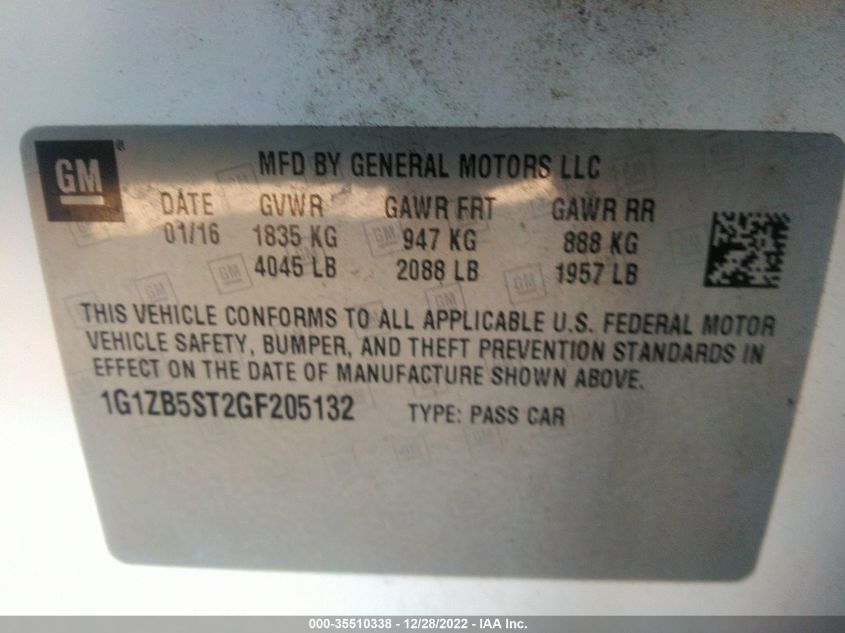 GM ®
MFD BY GENERAL MOTORS LLC
DATE GVWR GAWR FRT GAWR RR
01/16 1835 KG 947 KG 888 KG
4045 LB 2088 LB 1957 LB
THIS VEHICLE CONFORMS TO ALL APPLICABLE U.S. FEDERAL MOTOR
VEHICLE SAFETY, BUMPER, AND THEFT PREVENTION STANDARDS IN
EFFECT ON THE DATE OF MANUFACTURE SHOWN ABOVE.
1G1ZB5ST2GF205132 TYPE: PASS CAR
000-35510338 - 12/28/2022 - IAA Inc.